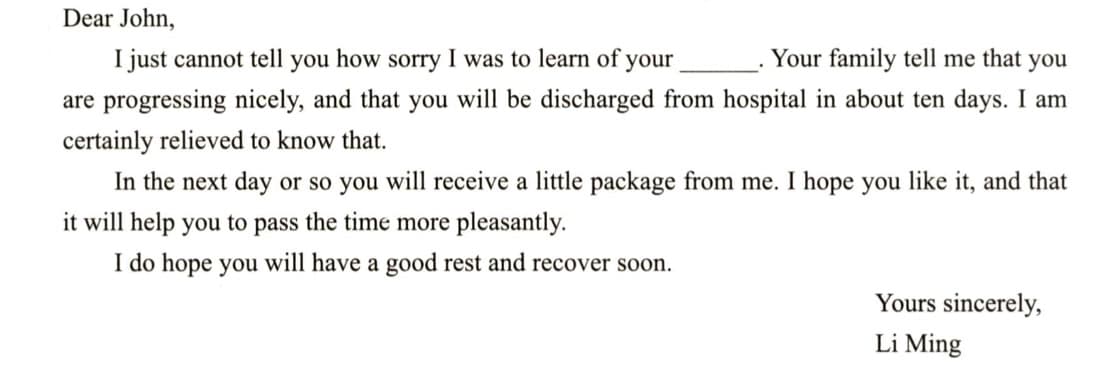 Dear John,
I just cannot tell you how sorry I was to learn of your ______. Your family tell me that you
are progressing nicely, and that you will be discharged from hospital in about ten days. I am
certainly relieved to know that.
In the next day or so you will receive a little package from me. I hope you like it, and that
it will help you to pass the time more pleasantly.
I do hope you will have a good rest and recover soon.
Yours sincerely,
Li Ming